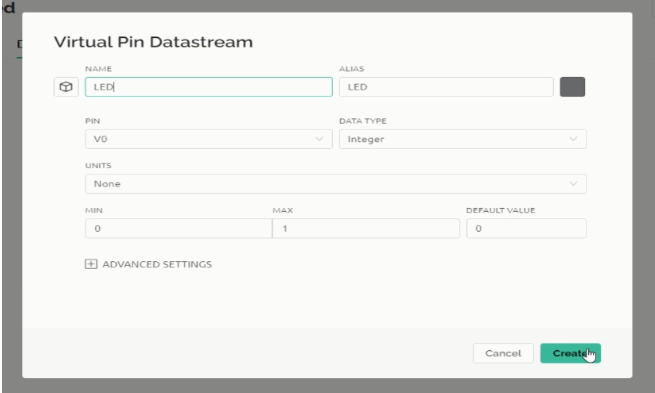 ed
Virtual Pin Datastream
NAME ALIAS
LED LED
PIN DATA TYPE
V0 Integer
UNITS
None
MIN MAX DEFAULT VALUE
0 1 0
ADVANCED SETTINGS
Cancel Create